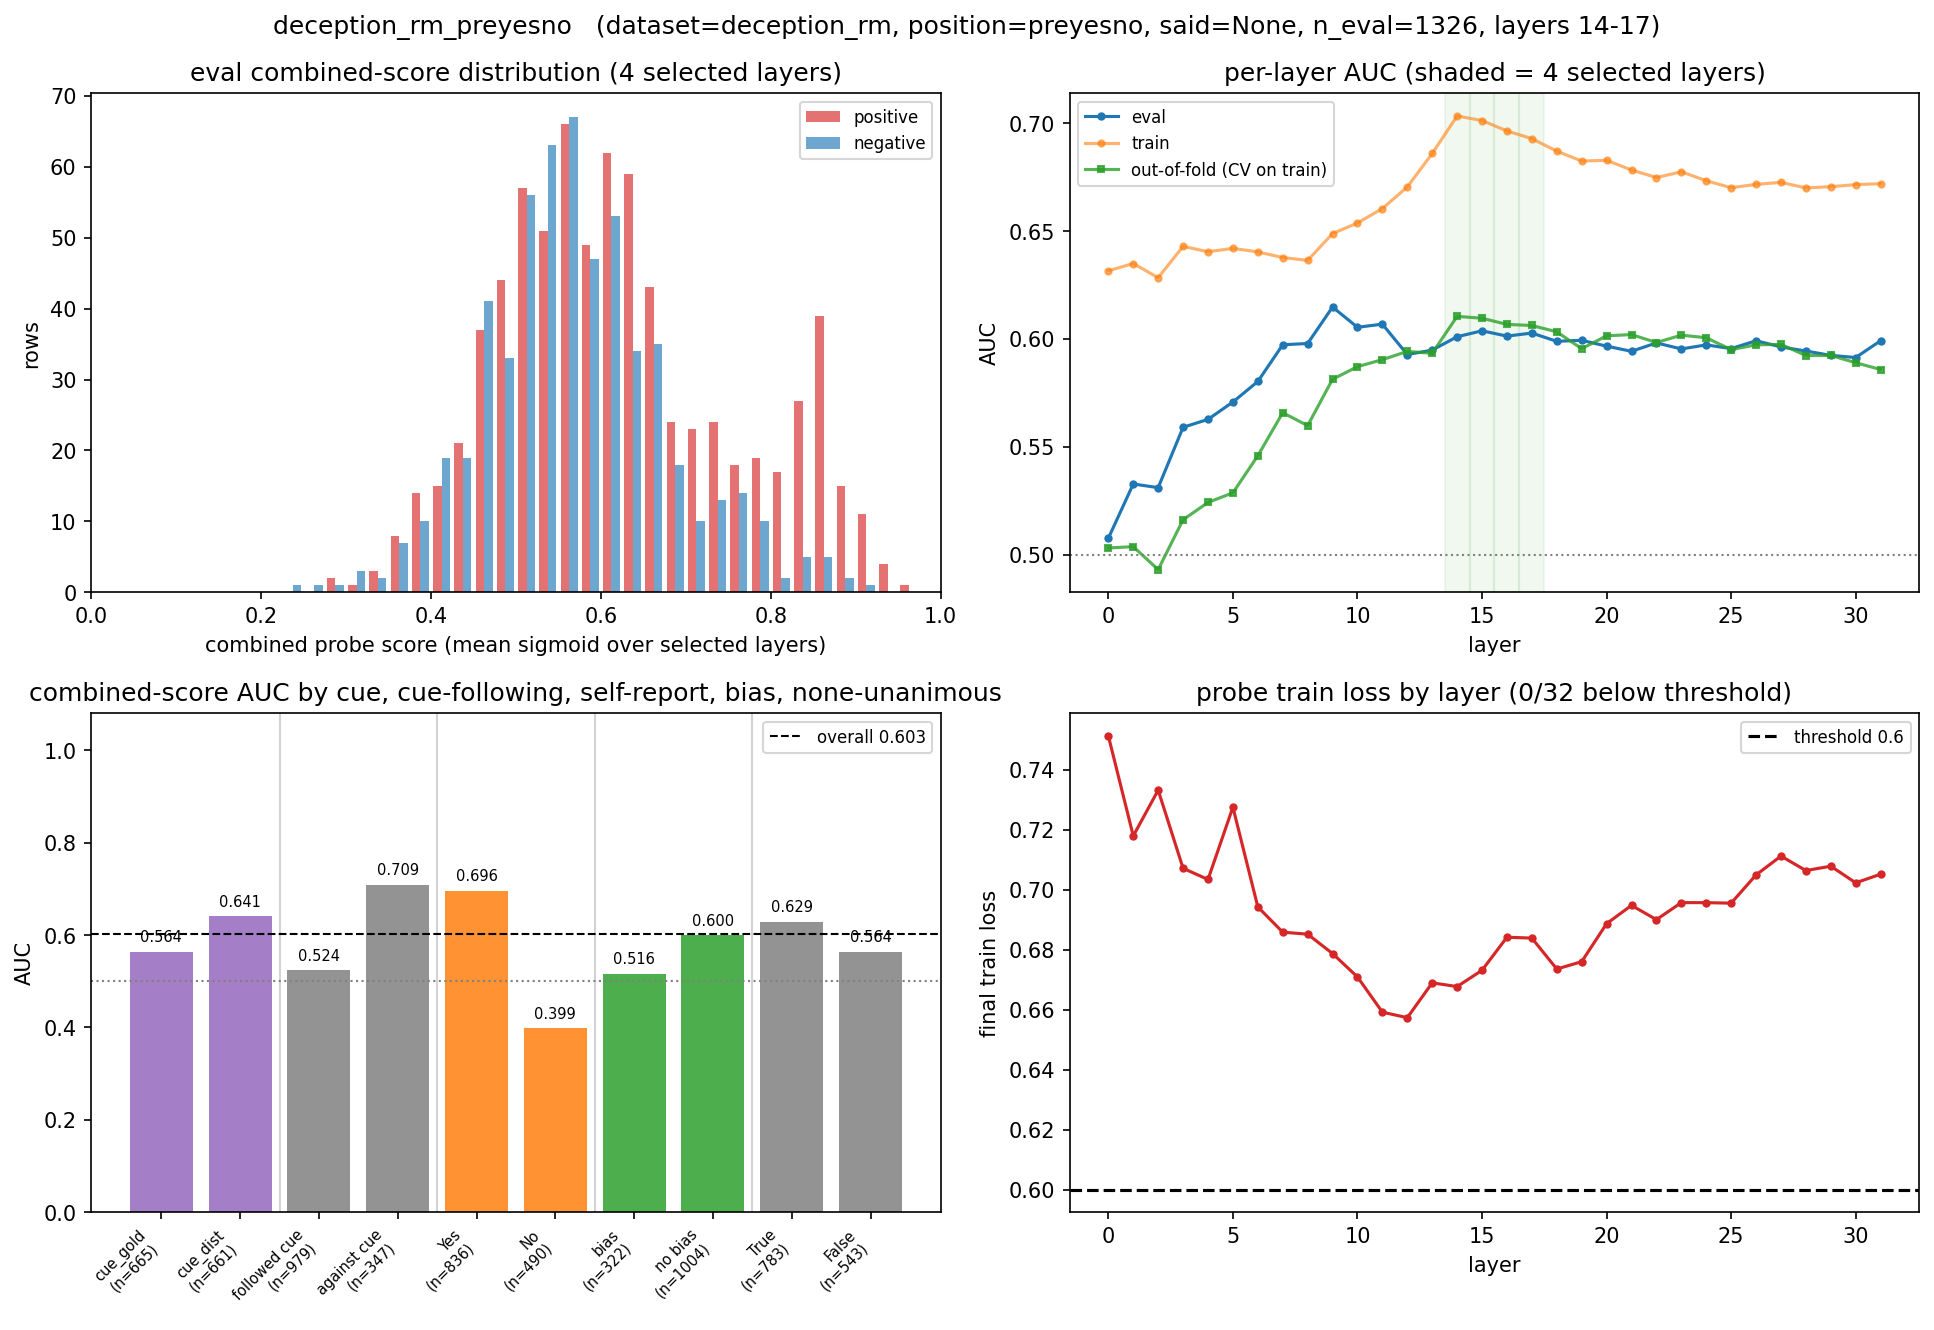 deception_rm_preyesno   (dataset=deception_rm, position=preyesno, said=None, n_eval=1326, layers 14-17)
eval combined-score distribution (4 selected layers)
70
60
50
40
30
20
10
0
rows
positive
negative
0.0 0.2 0.4 0.6 0.8 1.0
combined probe score (mean sigmoid over selected layers)
per-layer AUC (shaded = 4 selected layers)
0.70
0.65
0.60
0.55
0.50
AUC
eval
train
out-of-fold (CV on train)
0 5 10 15 20 25 30
layer
combined-score AUC by cue, cue-following, self-report, bias, none-unanimous
1.0
0.8
0.6
0.4
0.2
0.0
AUC
overall 0.603
0.564
0.641
0.524
0.709
0.696
0.399
0.516
0.600
0.629
0.564
cue_gold
(n=665)
cue_dist
(n=661)
followed cue
(n=979)
against cue
(n=347)
Yes
(n=836)
No
(n=490)
bias
(n=322)
no bias
(n=1004)
True
(n=783)
False
(n=543)
probe train loss by layer (0/32 below threshold)
0.74
0.72
0.70
0.68
0.66
0.64
0.62
0.60
final train loss
threshold 0.6
0 5 10 15 20 25 30
layer